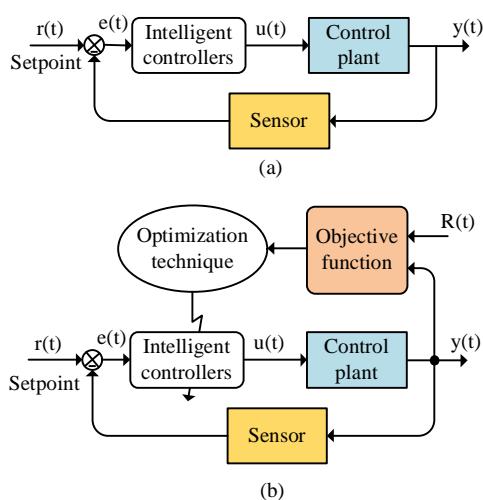 r(t)
e(t)
Intelligent
controllers
u(t)
Control
plant
y(t)
Setpoint
Sensor
(a)
Optimization
technique
Objective
function
R(t)
r(t)
e(t)
Intelligent
controllers
u(t)
Control
plant
y(t)
Setpoint
Sensor
(b)